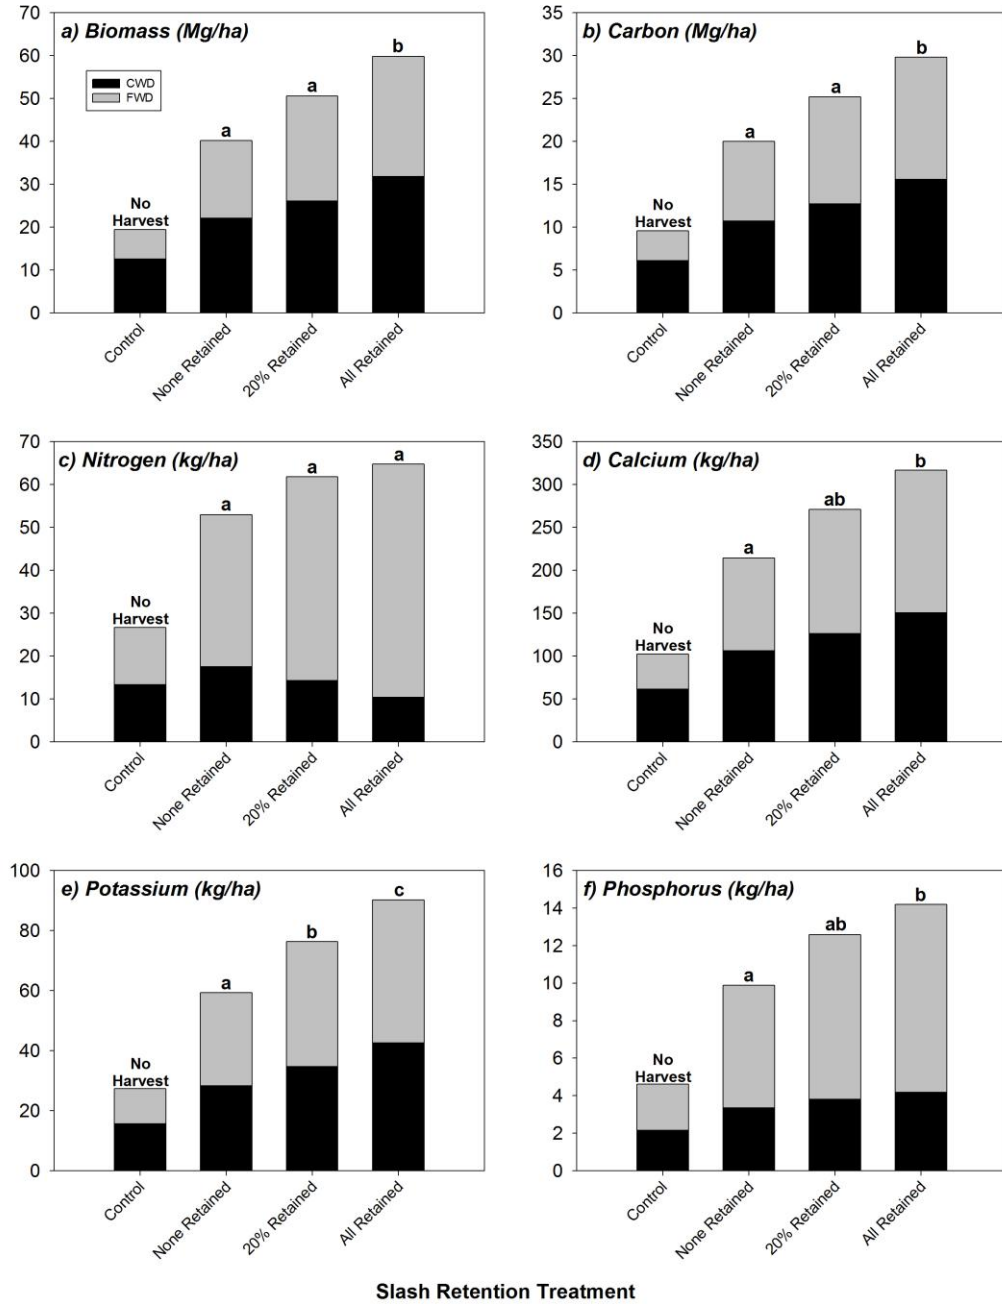 a) Biomass (Mg/ha)
70
60
50
40
30
20
10
0
CWD
FWD
No
Harvest
a
a
b
Control
None Retained
20% Retained
All Retained
b) Carbon (Mg/ha)
35
30
25
20
15
10
5
0
No
Harvest
a
a
b
Control
None Retained
20% Retained
All Retained
c) Nitrogen (kg/ha)
70
60
50
40
30
20
10
0
No
Harvest
a
a
a
Control
None Retained
20% Retained
All Retained
d) Calcium (kg/ha)
350
300
250
200
150
100
50
0
No
Harvest
a
ab
b
Control
None Retained
20% Retained
All Retained
e) Potassium (kg/ha)
100
80
60
40
20
0
No
Harvest
a
b
c
Control
None Retained
20% Retained
All Retained
f) Phosphorus (kg/ha)
16
14
12
10
8
6
4
2
0
No
Harvest
a
ab
b
Control
None Retained
20% Retained
All Retained
Slash Retention Treatment